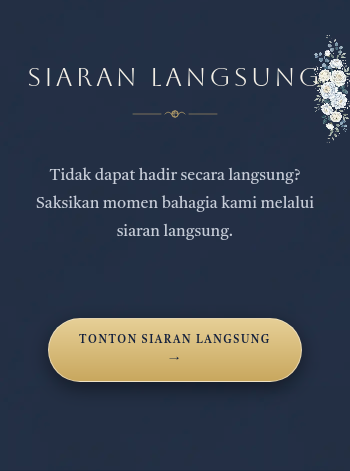 SIARAN LANGSUNG
Tidak dapat hadir secara langsung?
Saksikan momen bahagia kami melalui
siaran langsung.
TONTON SIARAN LANGSUNG
→